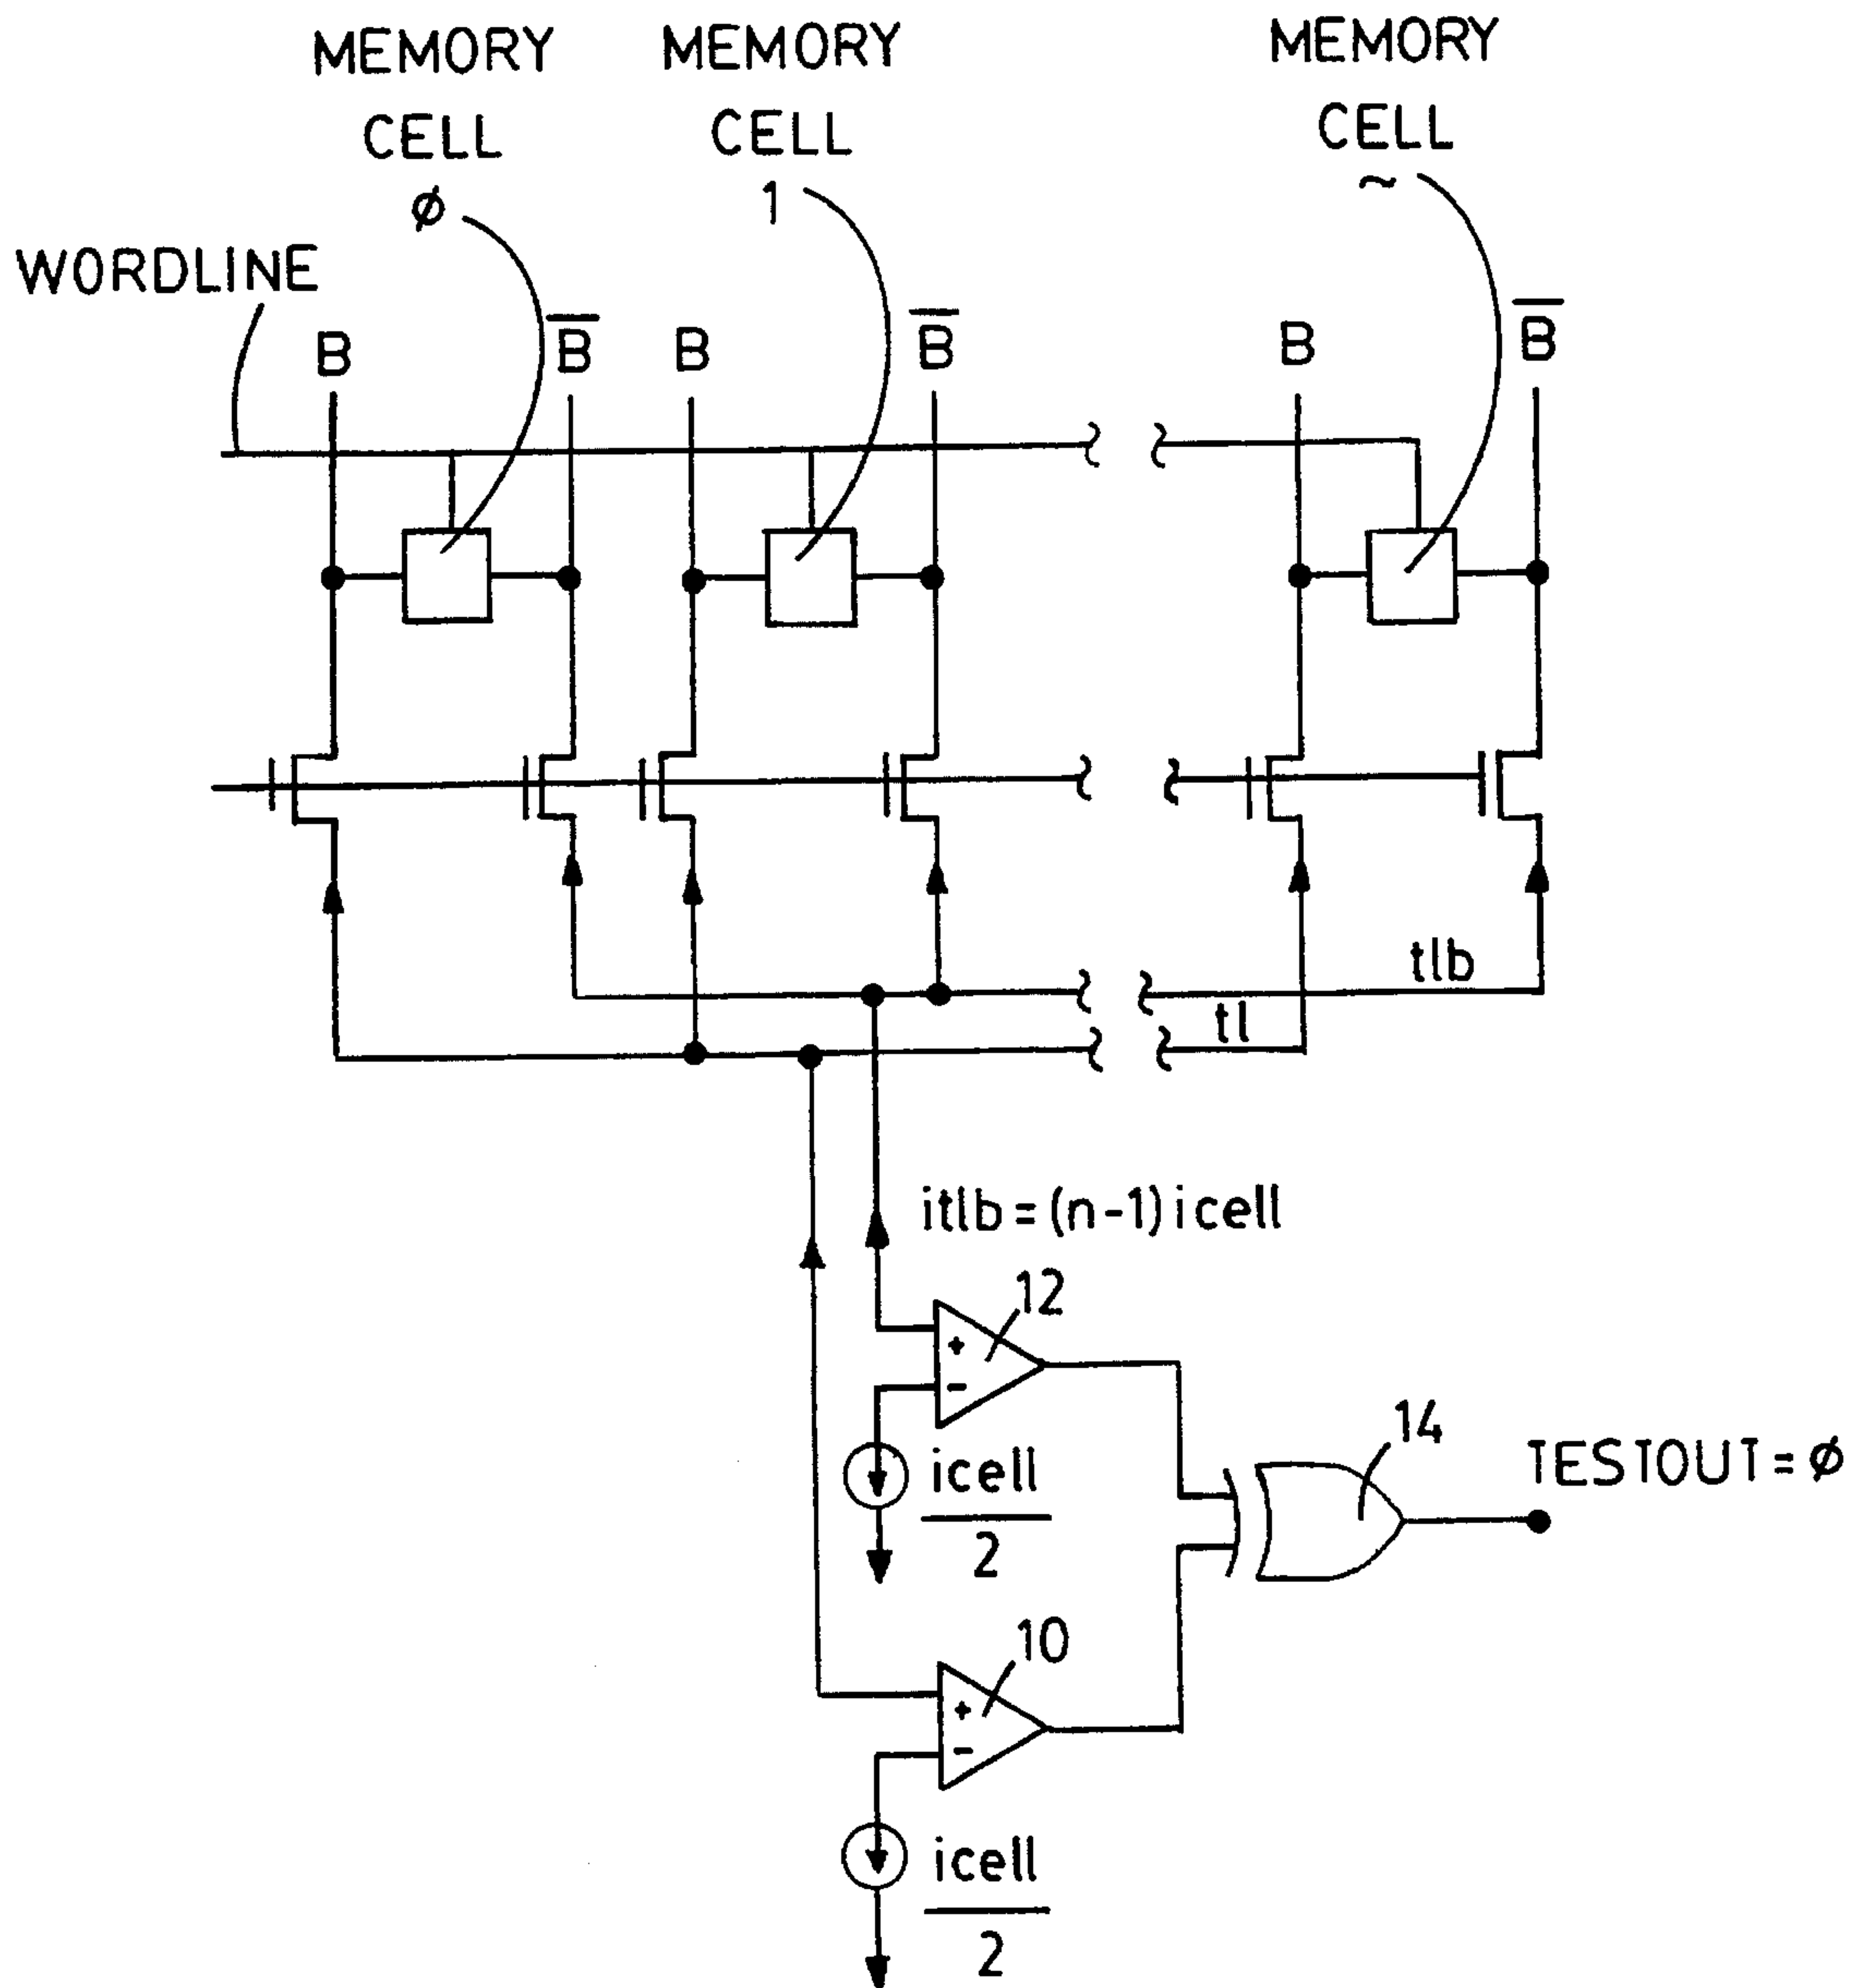 MEMORY CELL ϕ
MEMORY CELL 1
MEMORY CELL ~
WORDLINE
B
B̅
B
B̅
B
B̅
tlb
tl
itlb = (n-1) icell
12
+
-
icell
2
14
TESTOUT = ϕ
10
+
-
icell
2